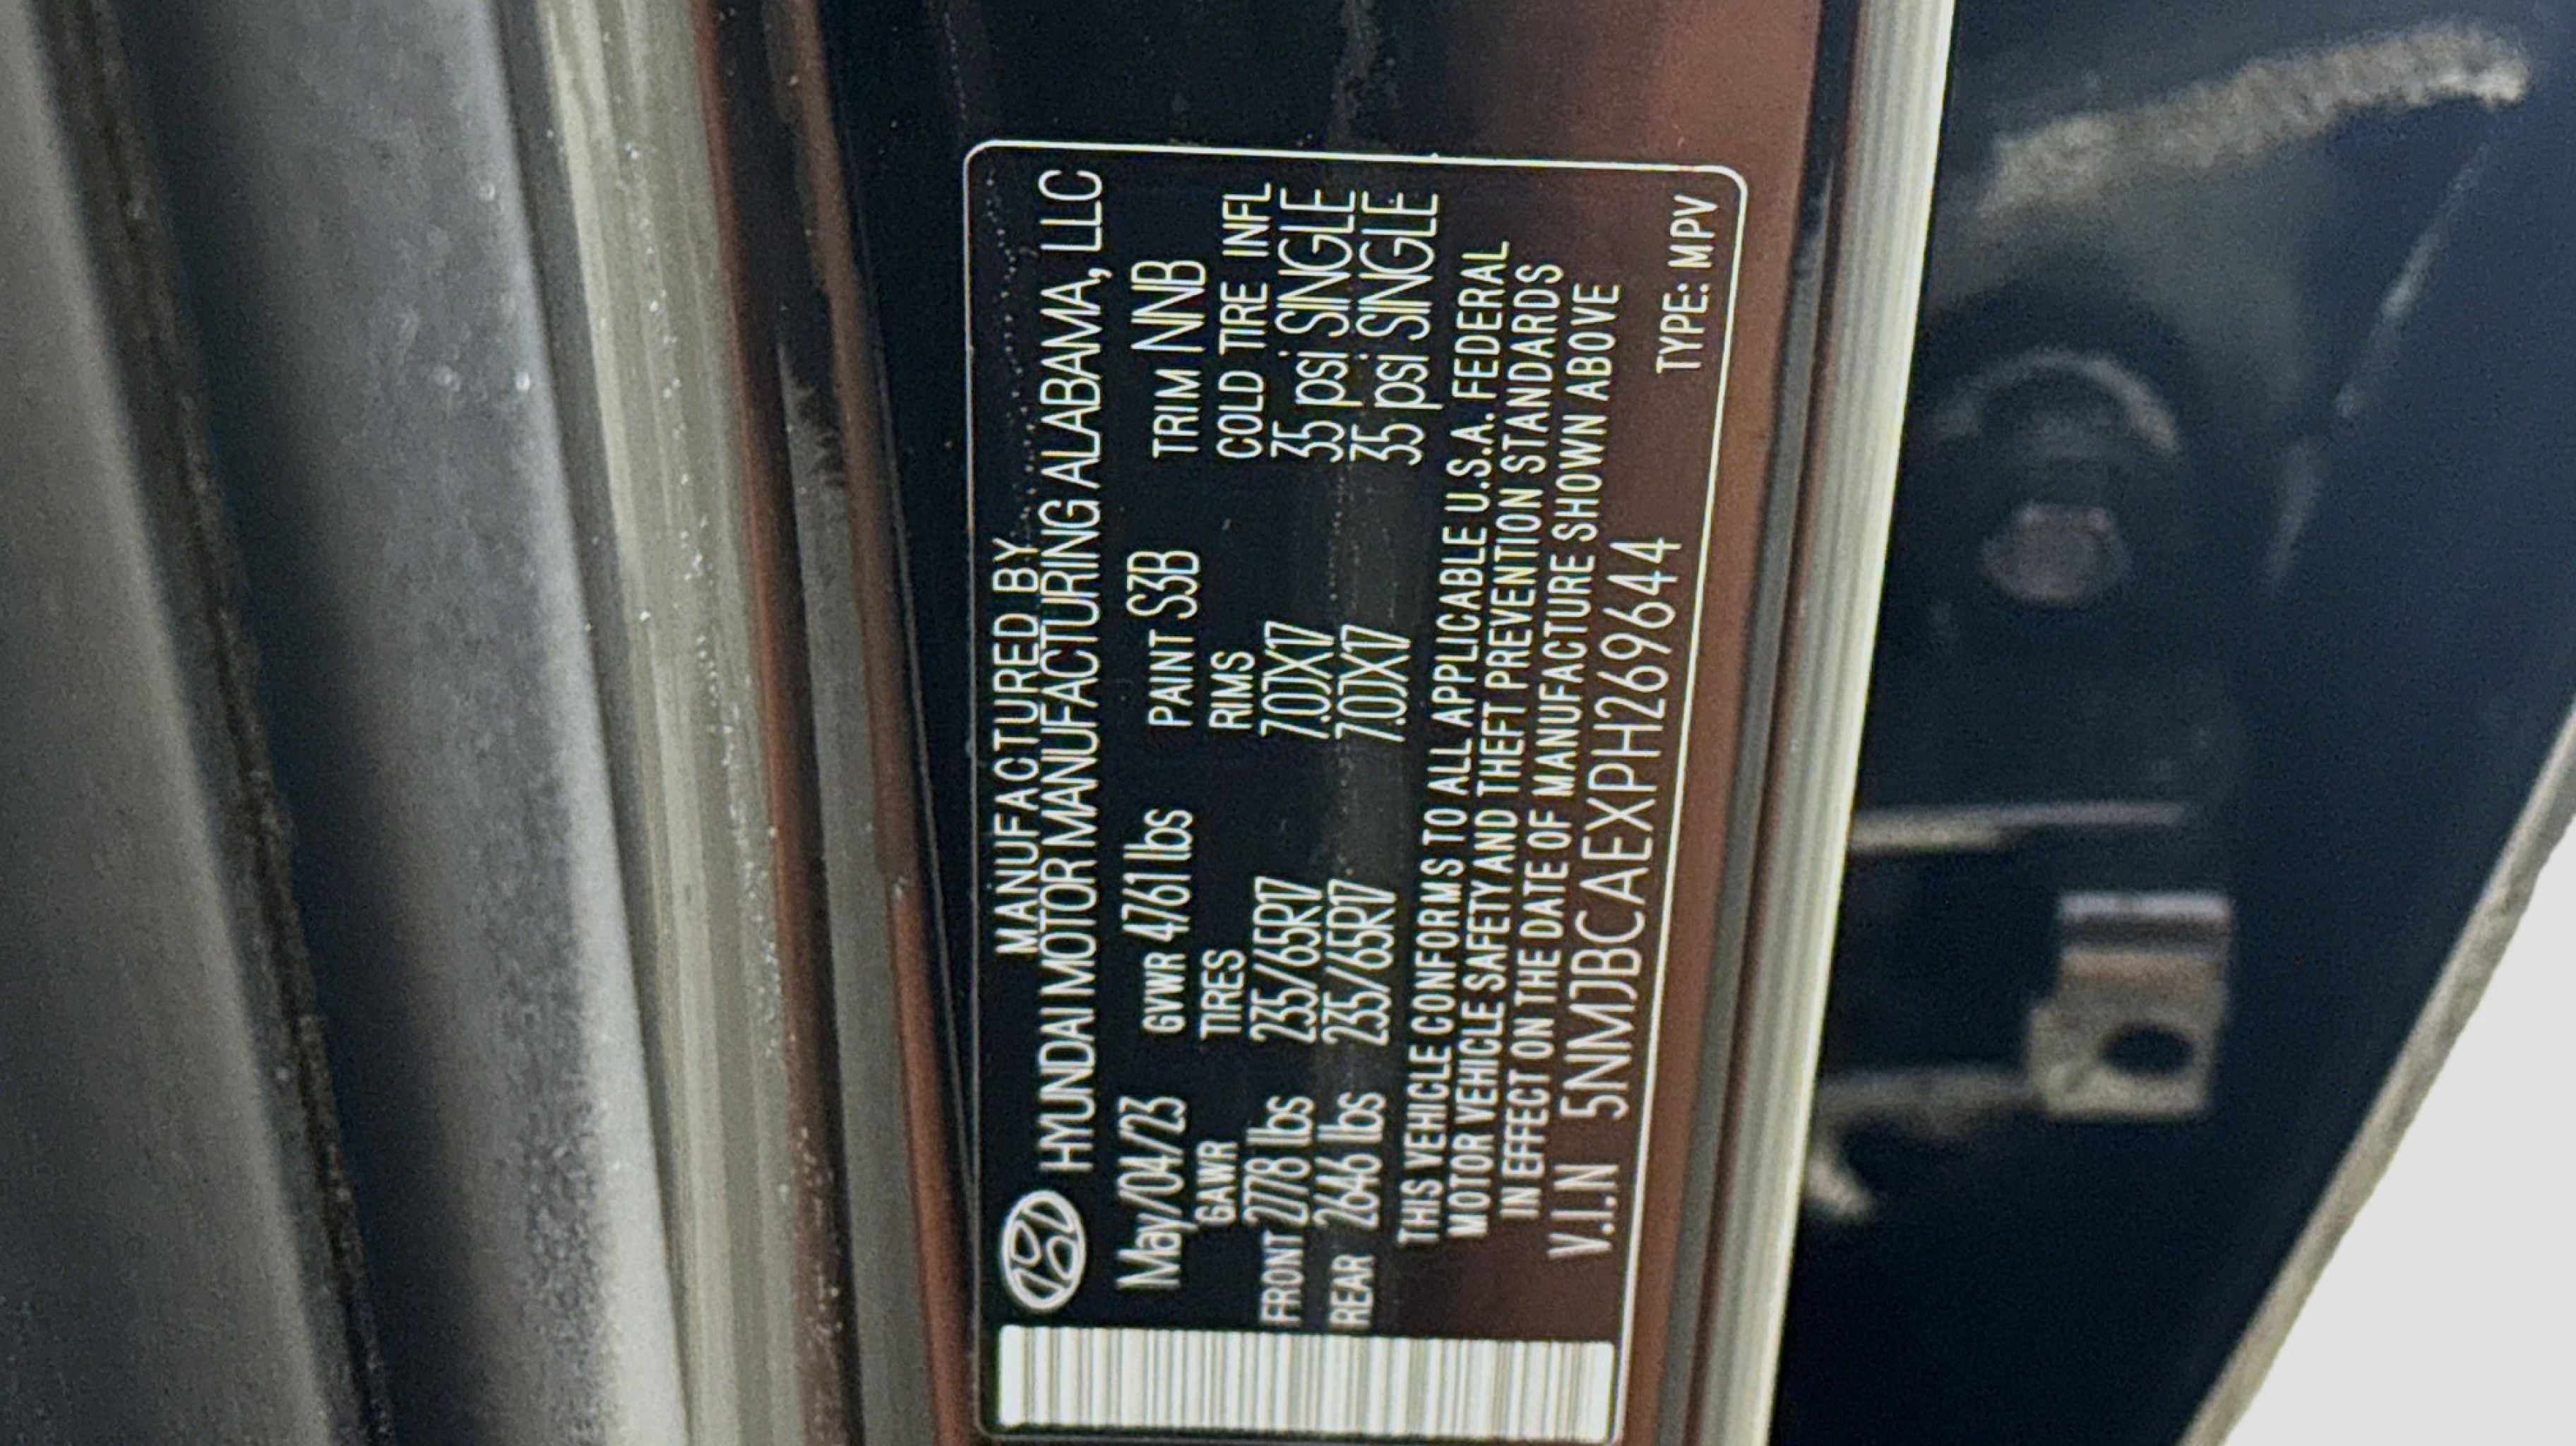 MANUFACTURED BY
HYUNDAI MOTOR MANUFACTURING ALABAMA, LLC
May/04/23 GVWR 4761 lbs PAINT S3B TRIM NNB
GAWR TIRES RIMS COLD TIRE INFL
FRONT 2778 lbs 235/65R17 7.0JX17 35 psi SINGLE
REAR 2646 lbs 235/65R17 7.0JX17 35 psi SINGLE
THIS VEHICLE CONFORMS TO ALL APPLICABLE U.S.A. FEDERAL
MOTOR VEHICLE SAFETY AND THEFT PREVENTION STANDARDS
IN EFFECT ON THE DATE OF MANUFACTURE SHOWN ABOVE
V.I.N 5NMJBCAEXPH269644
TYPE: MPV